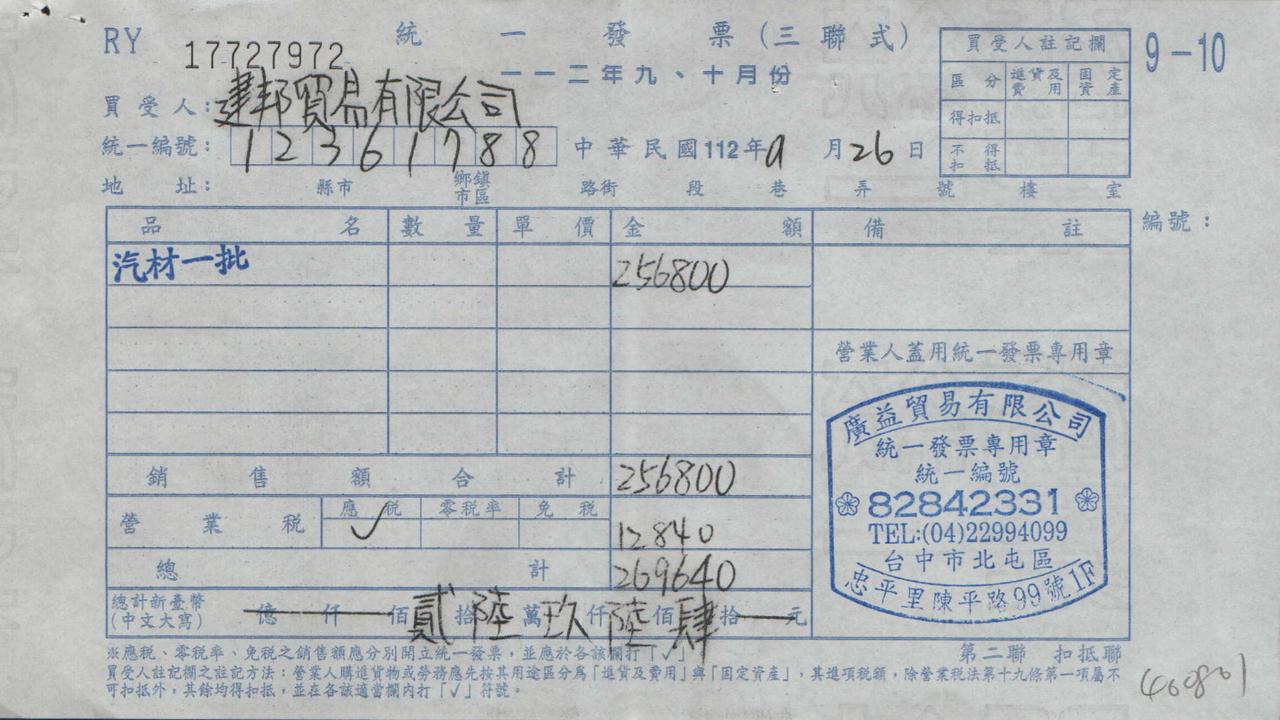 RY 17727972
統一發票(三聯式)
一一二年九、十月份
9-10
買受人註記欄
區分 進貨及費用 固定資產
得扣抵
不得扣抵
買受人:建邦貿易有限公司
統一編號:12361788 中華民國112年9月26日
地址: 縣市 鄉鎮市區 路街 段 巷 弄 號 樓 室
品名 數量 單價 金額 備註 編號:
汽材一批 256800
營業人蓋用統一發票專用章
銷售額合計 256800
營業稅 應稅 ✓ 零稅率 免稅 12840
總計 269640
總計新臺幣(中文大寫) 億仟佰貳拾陸萬玖仟陸佰肆拾元
廣益貿易有限公司
統一發票專用章
統一編號
82842331
TEL:(04)22994099
台中市北屯區
忠平里陳平路99號1F
※應稅、零稅率、免稅之銷售額應分別開立統一發票,並應於各該欄打「✓」
第二聯 扣抵聯
買受人註記欄之註記方法:營業人購進貨物或勞務應先按其用途區分為「進貨及費用」與「固定資產」,其進項稅額,除營業稅法第十九條第一項屬不
可扣抵外,其餘均得扣抵,並在各該適當欄內打「✓」符號。